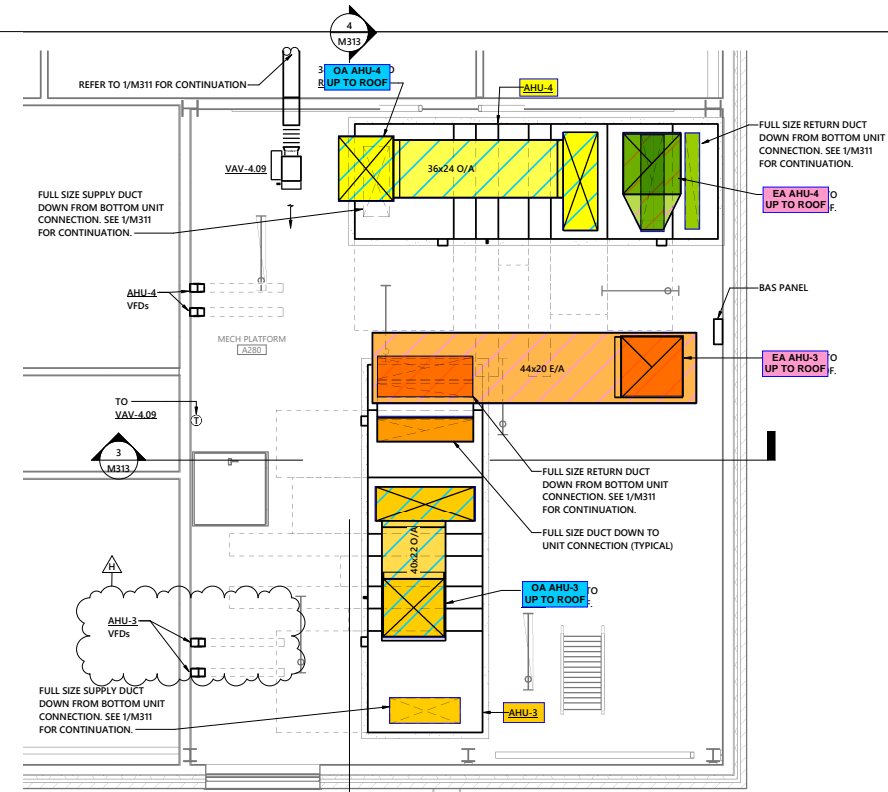 4
M313
REFER TO 1/M311 FOR CONTINUATION
3
R
OA AHU-4
UP TO ROOF
AHU-4
FULL SIZE RETURN DUCT
DOWN FROM BOTTOM UNIT
CONNECTION. SEE 1/M311
FOR CONTINUATION.
VAV-4.09
36x24 O/A
EA AHU-4
UP TO ROOF
O
F.
FULL SIZE SUPPLY DUCT
DOWN FROM BOTTOM UNIT
CONNECTION. SEE 1/M311
FOR CONTINUATION.
AHU-4
VFDs
BAS PANEL
MECH PLATFORM
A280
44x20 E/A
EA AHU-3
UP TO ROOF
O
F.
TO
VAV-4.09
T
3
M313
FULL SIZE RETURN DUCT
DOWN FROM BOTTOM UNIT
CONNECTION. SEE 1/M311
FOR CONTINUATION.
FULL SIZE DUCT DOWN TO
UNIT CONNECTION (TYPICAL)
40x22 O/A
H
OA AHU-3
UP TO ROOF
TO
F.
AHU-3
VFDs
FULL SIZE SUPPLY DUCT
DOWN FROM BOTTOM UNIT
CONNECTION. SEE 1/M311
FOR CONTINUATION.
AHU-3